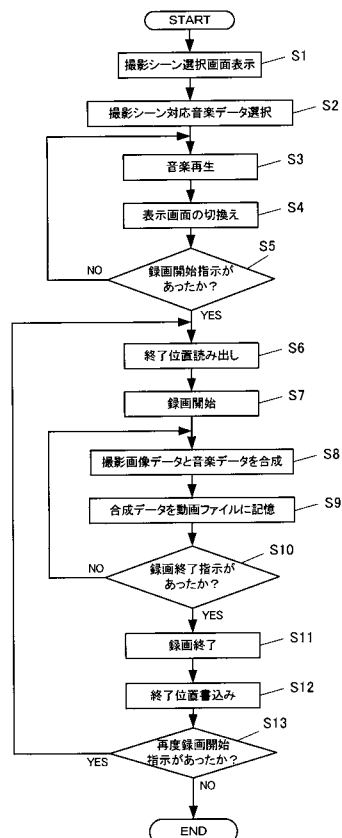 START
撮影シーン選択画面表示
S1
撮影シーン対応音楽データ選択
S2
音楽再生
S3
表示画面の切換え
S4
録画開始指示が
あったか?
S5
NO
YES
終了位置読み出し
S6
録画開始
S7
撮影画像データと音楽データを合成
S8
合成データを動画ファイルに記憶
S9
録画終了指示が
あったか?
S10
NO
YES
録画終了
S11
終了位置書込み
S12
再度録画開始
指示があったか?
S13
YES
NO
END